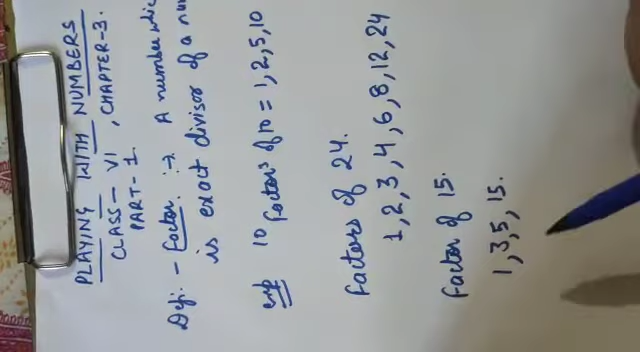 PLAYING WITH NUMBERS
CLASS - VI, CHAPTER-3.
PART-1.
Def:- Factor :→ A number
is exact divisor of a
exp 10 factors of 10 = 1, 2, 5, 10
factors of 24.
1, 2, 3, 4, 6, 8, 12, 24
factor of 15.
1, 3, 5, 15.